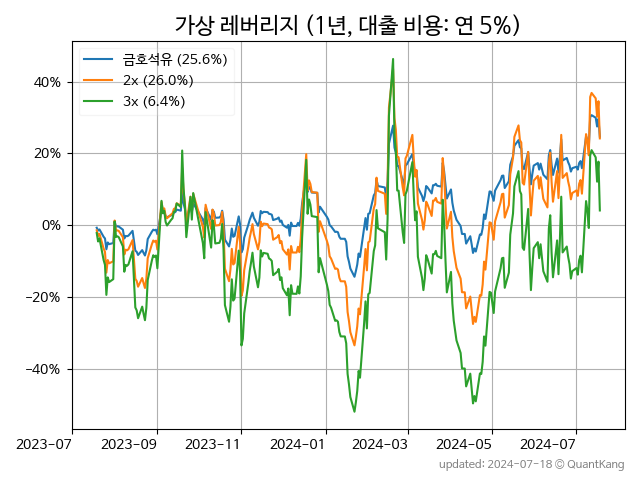 가상 레버리지 (1년, 대출 비용: 연 5%)
금호석유 (25.6%)
2x (26.0%)
3x (6.4%)
40%
20%
0%
−20%
−40%
2023-07 2023-09 2023-11 2024-01 2024-03 2024-05 2024-07
updated: 2024-07-18 © QuantKang